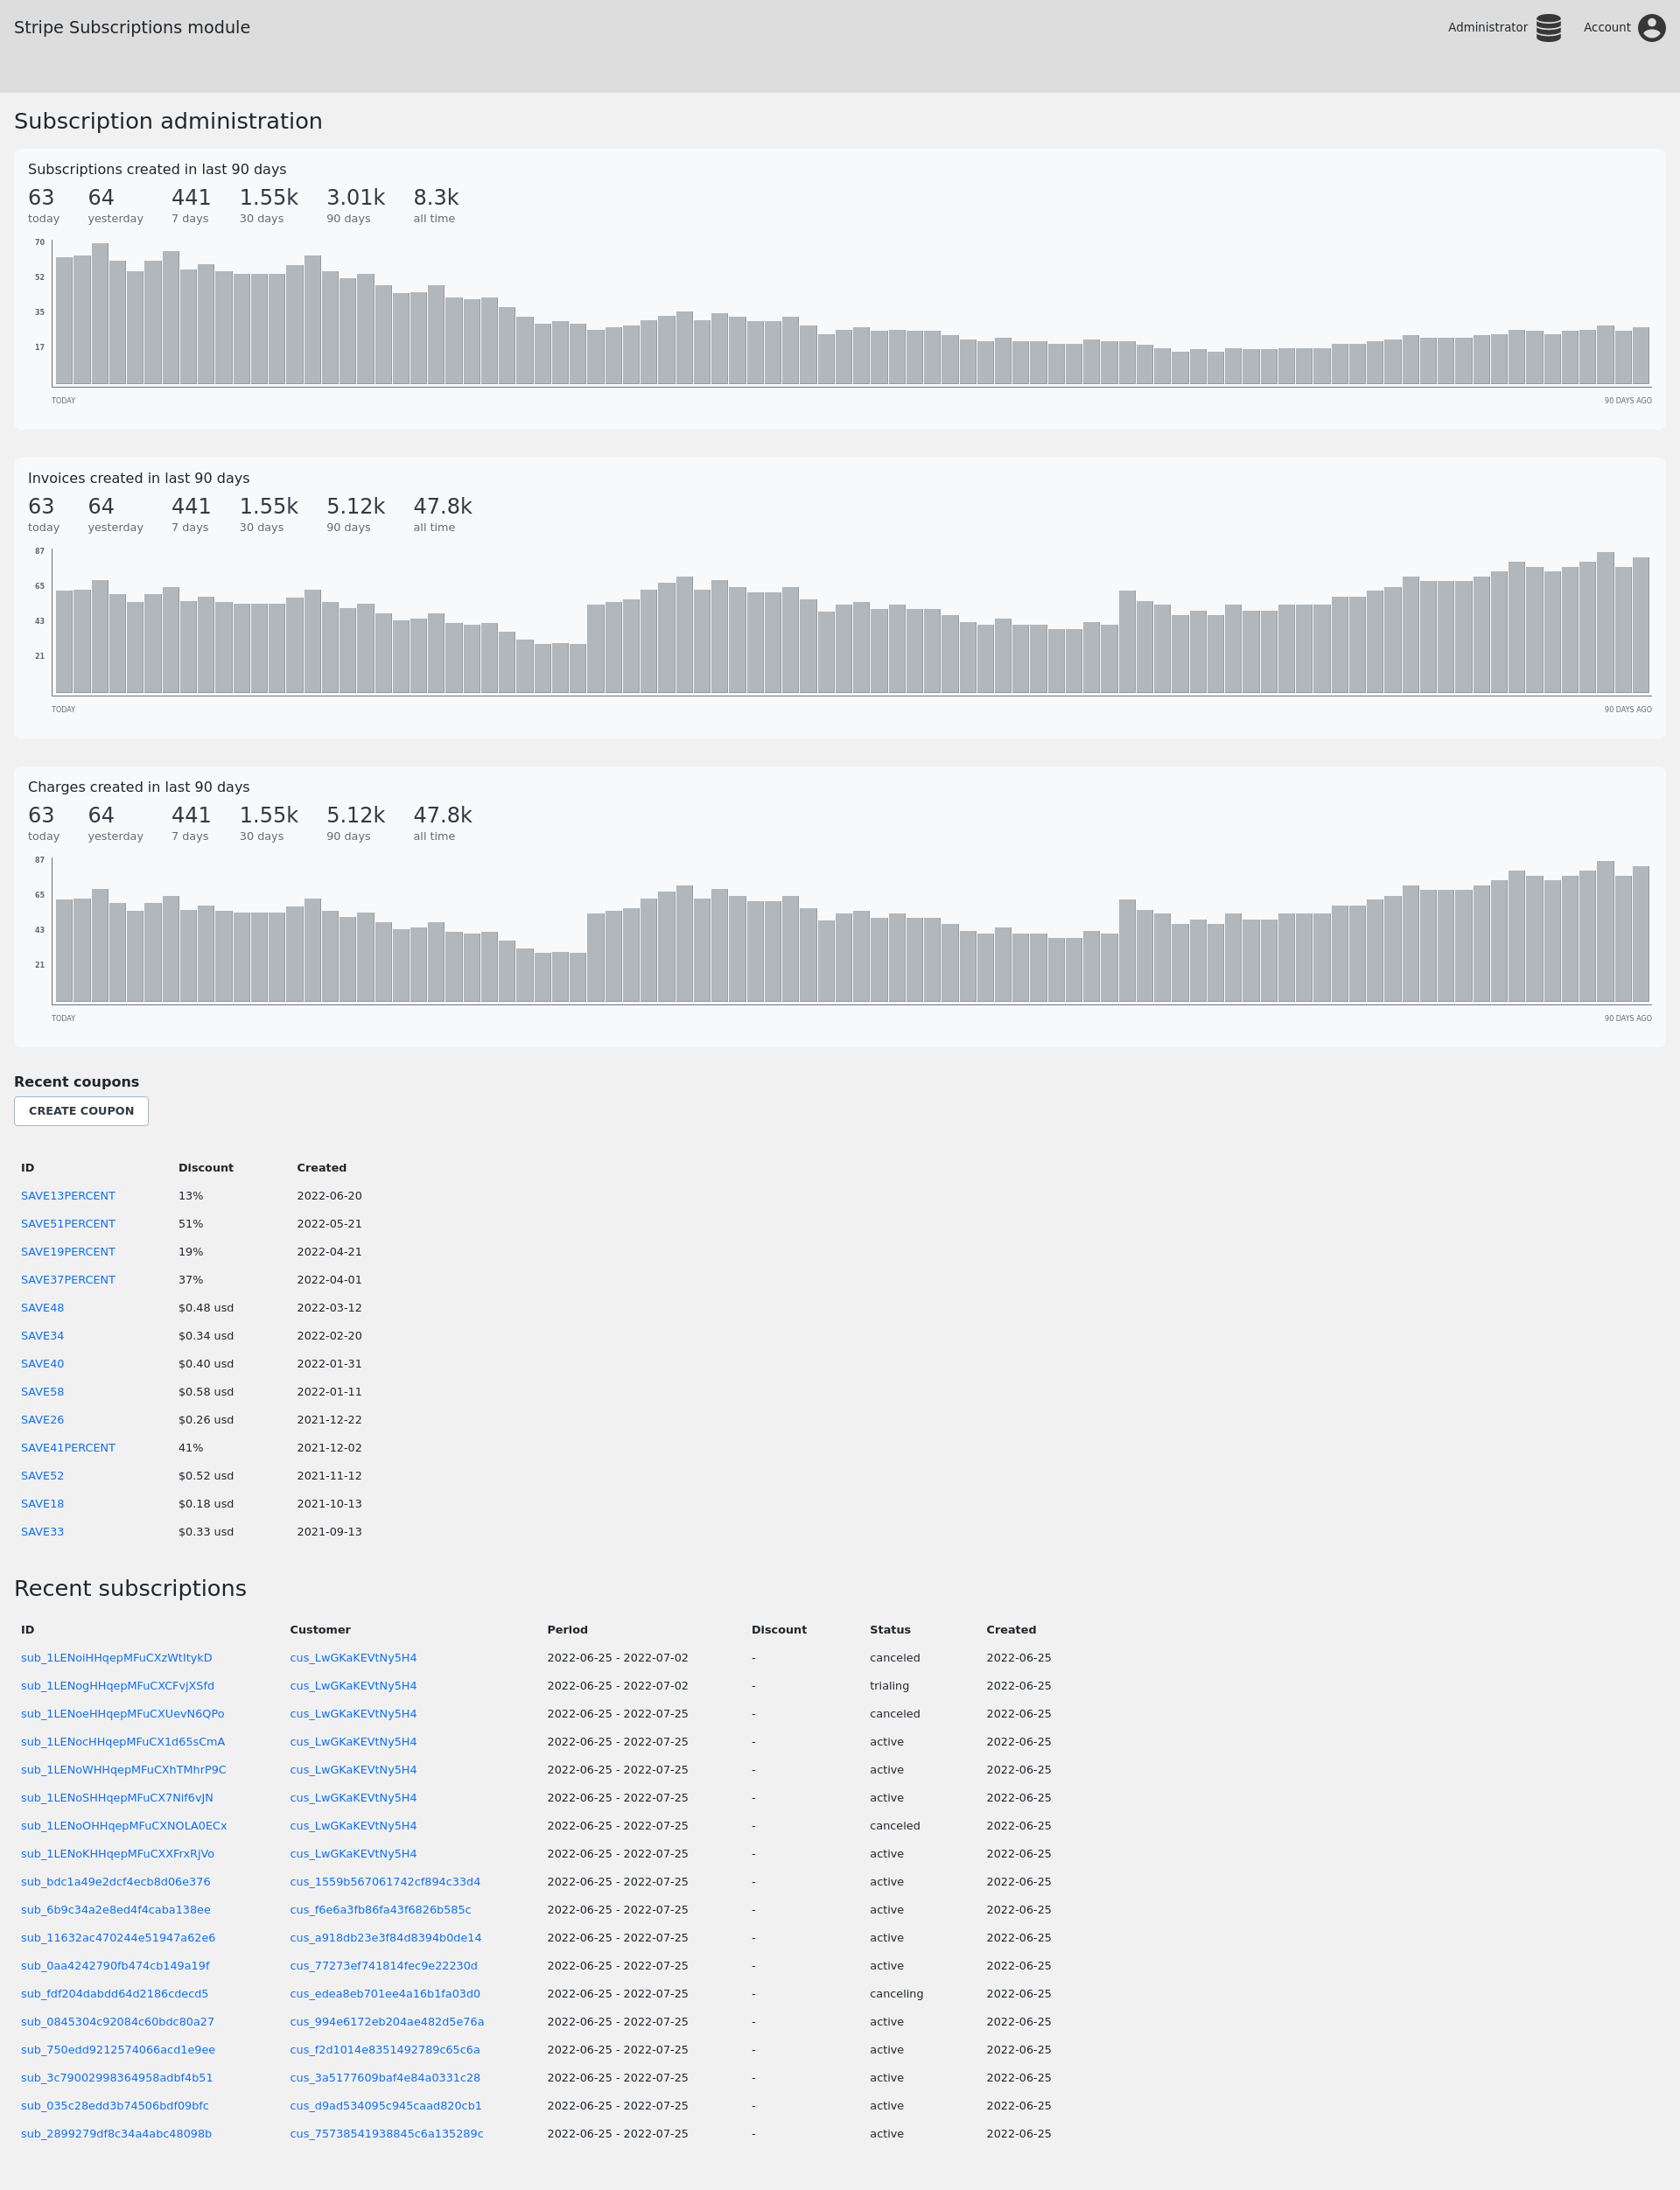 Stripe Subscriptions module
Administrator Account
Subscription administration
Subscriptions created in last 90 days
63 64 441 1.55k 3.01k 8.3k
today yesterday 7 days 30 days 90 days all time
70
52
35
17
TODAY 90 DAYS AGO
Invoices created in last 90 days
63 64 441 1.55k 5.12k 47.8k
today yesterday 7 days 30 days 90 days all time
87
65
43
21
TODAY 90 DAYS AGO
Charges created in last 90 days
63 64 441 1.55k 5.12k 47.8k
today yesterday 7 days 30 days 90 days all time
87
65
43
21
TODAY 90 DAYS AGO
Recent coupons
CREATE COUPON
ID Discount Created
SAVE13PERCENT 13% 2022-06-20
SAVE51PERCENT 51% 2022-05-21
SAVE19PERCENT 19% 2022-04-21
SAVE37PERCENT 37% 2022-04-01
SAVE48 $0.48 usd 2022-03-12
SAVE34 $0.34 usd 2022-02-20
SAVE40 $0.40 usd 2022-01-31
SAVE58 $0.58 usd 2022-01-11
SAVE26 $0.26 usd 2021-12-22
SAVE41PERCENT 41% 2021-12-02
SAVE52 $0.52 usd 2021-11-12
SAVE18 $0.18 usd 2021-10-13
SAVE33 $0.33 usd 2021-09-13
Recent subscriptions
ID Customer Period Discount Status Created
sub_1LENoiHHqepMFuCXzWtItykD cus_LwGKaKEVtNy5H4 2022-06-25 - 2022-07-02 - canceled 2022-06-25
sub_1LENogHHqepMFuCXCFvjXSfd cus_LwGKaKEVtNy5H4 2022-06-25 - 2022-07-02 - trialing 2022-06-25
sub_1LENoeHHqepMFuCXUevN6QPo cus_LwGKaKEVtNy5H4 2022-06-25 - 2022-07-25 - canceled 2022-06-25
sub_1LENocHHqepMFuCX1d65sCmA cus_LwGKaKEVtNy5H4 2022-06-25 - 2022-07-25 - active 2022-06-25
sub_1LENoWHHqepMFuCXhTMhrP9C cus_LwGKaKEVtNy5H4 2022-06-25 - 2022-07-25 - active 2022-06-25
sub_1LENoSHHqepMFuCX7Nif6vJN cus_LwGKaKEVtNy5H4 2022-06-25 - 2022-07-25 - active 2022-06-25
sub_1LENoOHHqepMFuCXNOLA0ECx cus_LwGKaKEVtNy5H4 2022-06-25 - 2022-07-25 - canceled 2022-06-25
sub_1LENoKHHqepMFuCXXFrxRjVo cus_LwGKaKEVtNy5H4 2022-06-25 - 2022-07-25 - active 2022-06-25
sub_bdc1a49e2dcf4ecb8d06e376 cus_1559b567061742cf894c33d4 2022-06-25 - 2022-07-25 - active 2022-06-25
sub_6b9c34a2e8ed4f4caba138ee cus_f6e6a3fb86fa43f6826b585c 2022-06-25 - 2022-07-25 - active 2022-06-25
sub_11632ac470244e51947a62e6 cus_a918db23e3f84d8394b0de14 2022-06-25 - 2022-07-25 - active 2022-06-25
sub_0aa4242790fb474cb149a19f cus_77273ef741814fec9e22230d 2022-06-25 - 2022-07-25 - active 2022-06-25
sub_fdf204dabdd64d2186cdecd5 cus_edea8eb701ee4a16b1fa03d0 2022-06-25 - 2022-07-25 - canceling 2022-06-25
sub_0845304c92084c60bdc80a27 cus_994e6172eb204ae482d5e76a 2022-06-25 - 2022-07-25 - active 2022-06-25
sub_750edd9212574066acd1e9ee cus_f2d1014e8351492789c65c6a 2022-06-25 - 2022-07-25 - active 2022-06-25
sub_3c79002998364958adbf4b51 cus_3a5177609baf4e84a0331c28 2022-06-25 - 2022-07-25 - active 2022-06-25
sub_035c28edd3b74506bdf09bfc cus_d9ad534095c945caad820cb1 2022-06-25 - 2022-07-25 - active 2022-06-25
sub_2899279df8c34a4abc48098b cus_75738541938845c6a135289c 2022-06-25 - 2022-07-25 - active 2022-06-25